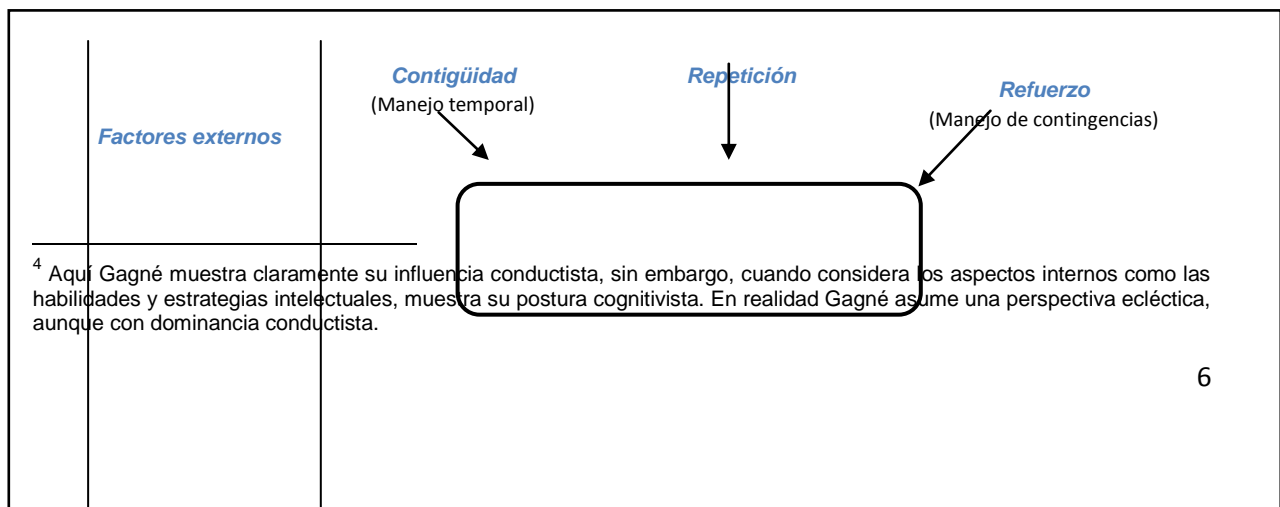 Contigüidad
(Manejo temporal)
Repetición
Refuerzo
(Manejo de contingencias)
Factores externos
4 Aquí Gagné muestra claramente su influencia conductista, sin embargo, cuando considera los aspectos internos como las
habilidades y estrategias intelectuales, muestra su postura cognitivista. En realidad Gagné asume una perspectiva ecléctica,
aunque con dominancia conductista.
6